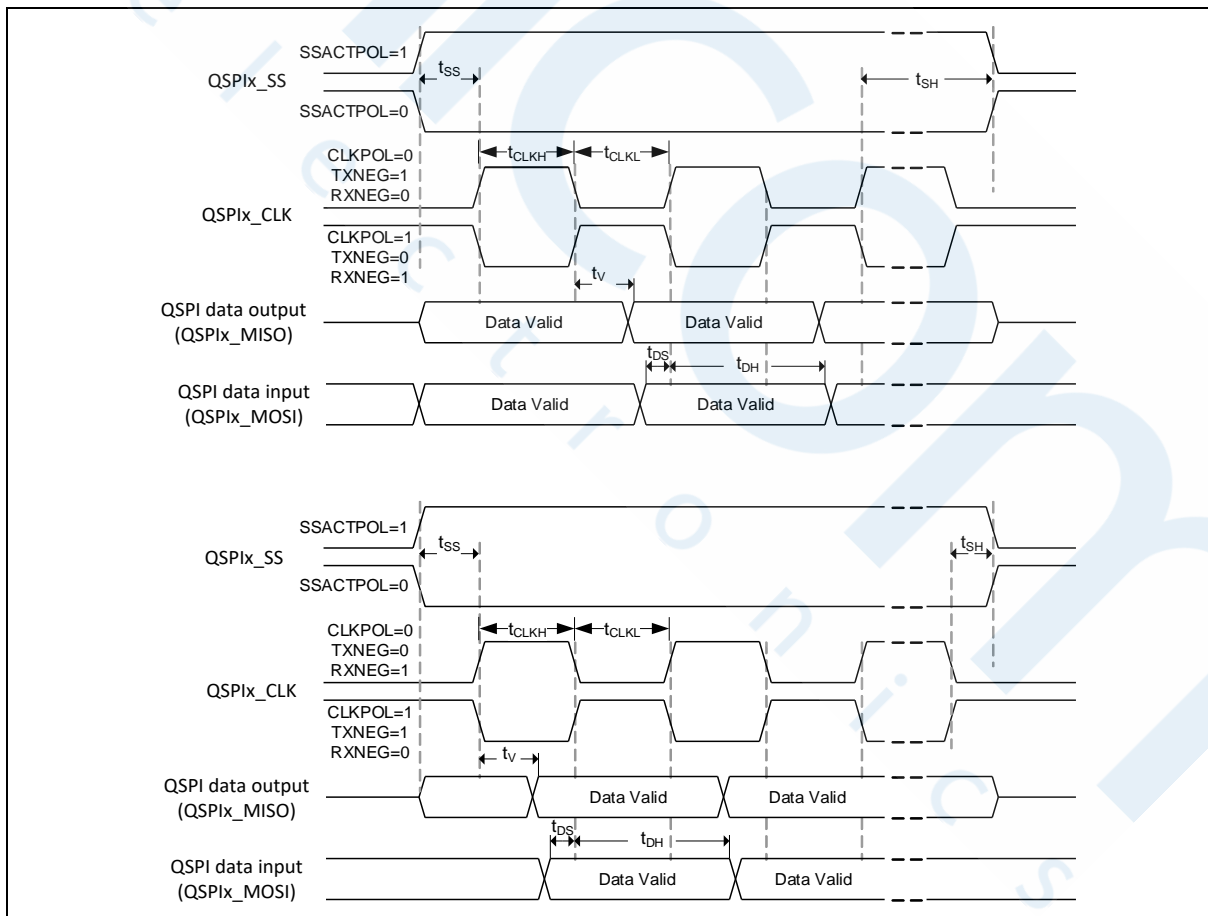 SSACTPOL=1
QSPIx_SS
tSS
tSH
SSACTPOL=0
CLKPOL=0
TXNEG=1
RXNEG=0
tCLKH
tCLKL
QSPIx_CLK
CLKPOL=1
TXNEG=0
RXNEG=1
tV
QSPI data output
(QSPIx_MISO)
Data Valid
Data Valid
tDS
tDH
QSPI data input
(QSPIx_MOSI)
Data Valid
Data Valid
SSACTPOL=1
QSPIx_SS
tSS
tSH
SSACTPOL=0
CLKPOL=0
TXNEG=0
RXNEG=1
tCLKH
tCLKL
QSPIx_CLK
CLKPOL=1
TXNEG=1
RXNEG=0
tV
QSPI data output
(QSPIx_MISO)
Data Valid
Data Valid
tDS
tDH
QSPI data input
(QSPIx_MOSI)
Data Valid
Data Valid